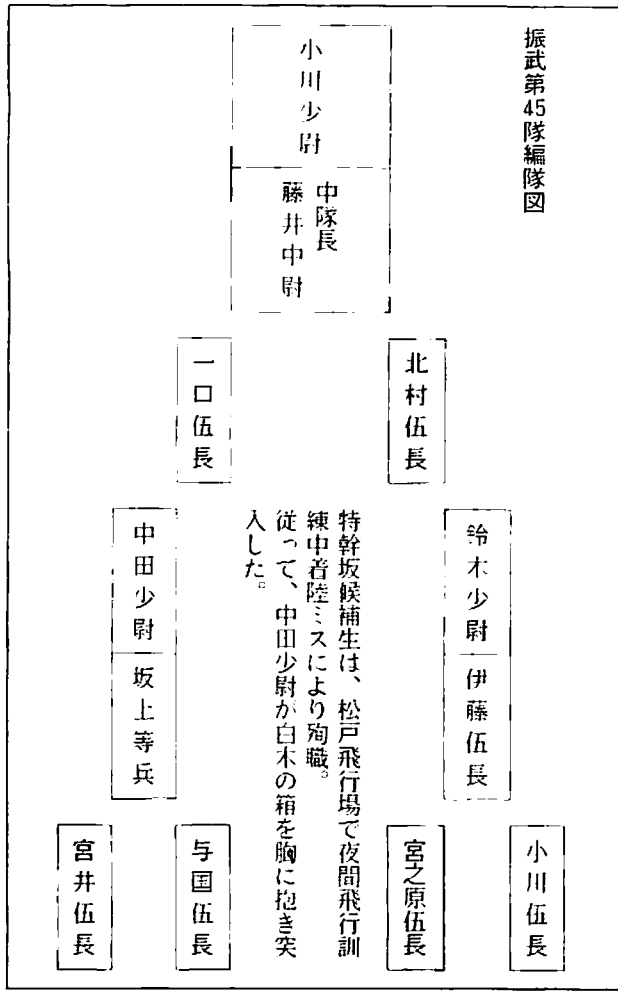 振武第45隊編隊図
小川少尉
中隊長
藤井中尉
北村伍長
一口伍長
鈴木少尉
伊藤伍長
中田少尉
坂上等兵
特幹坂候補生は、松戸飛行場で夜間飛行訓
練中着陸ミスにより殉職。
従って、中田少尉が白木の箱を胸に抱き突
入した。
小川伍長
宮之原伍長
与国伍長
宮井伍長